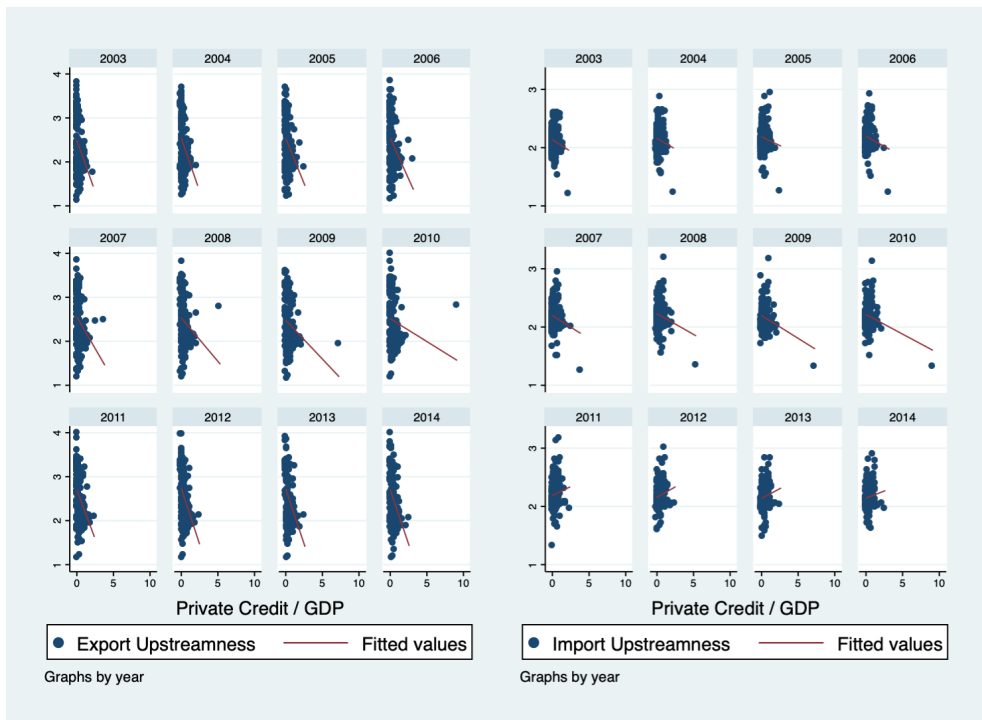 2003 2004 2005 2006
4
3
2
1
2007 2008 2009 2010
4
3
2
1
2011 2012 2013 2014
4
3
2
1
0 5 10 0 5 10 0 5 10 0 5 10
Private Credit / GDP
Export Upstreamness Fitted values
Graphs by year
2003 2004 2005 2006
3
2
1
2007 2008 2009 2010
3
2
1
2011 2012 2013 2014
3
2
1
0 5 10 0 5 10 0 5 10 0 5 10
Private Credit / GDP
Import Upstreamness Fitted values
Graphs by year